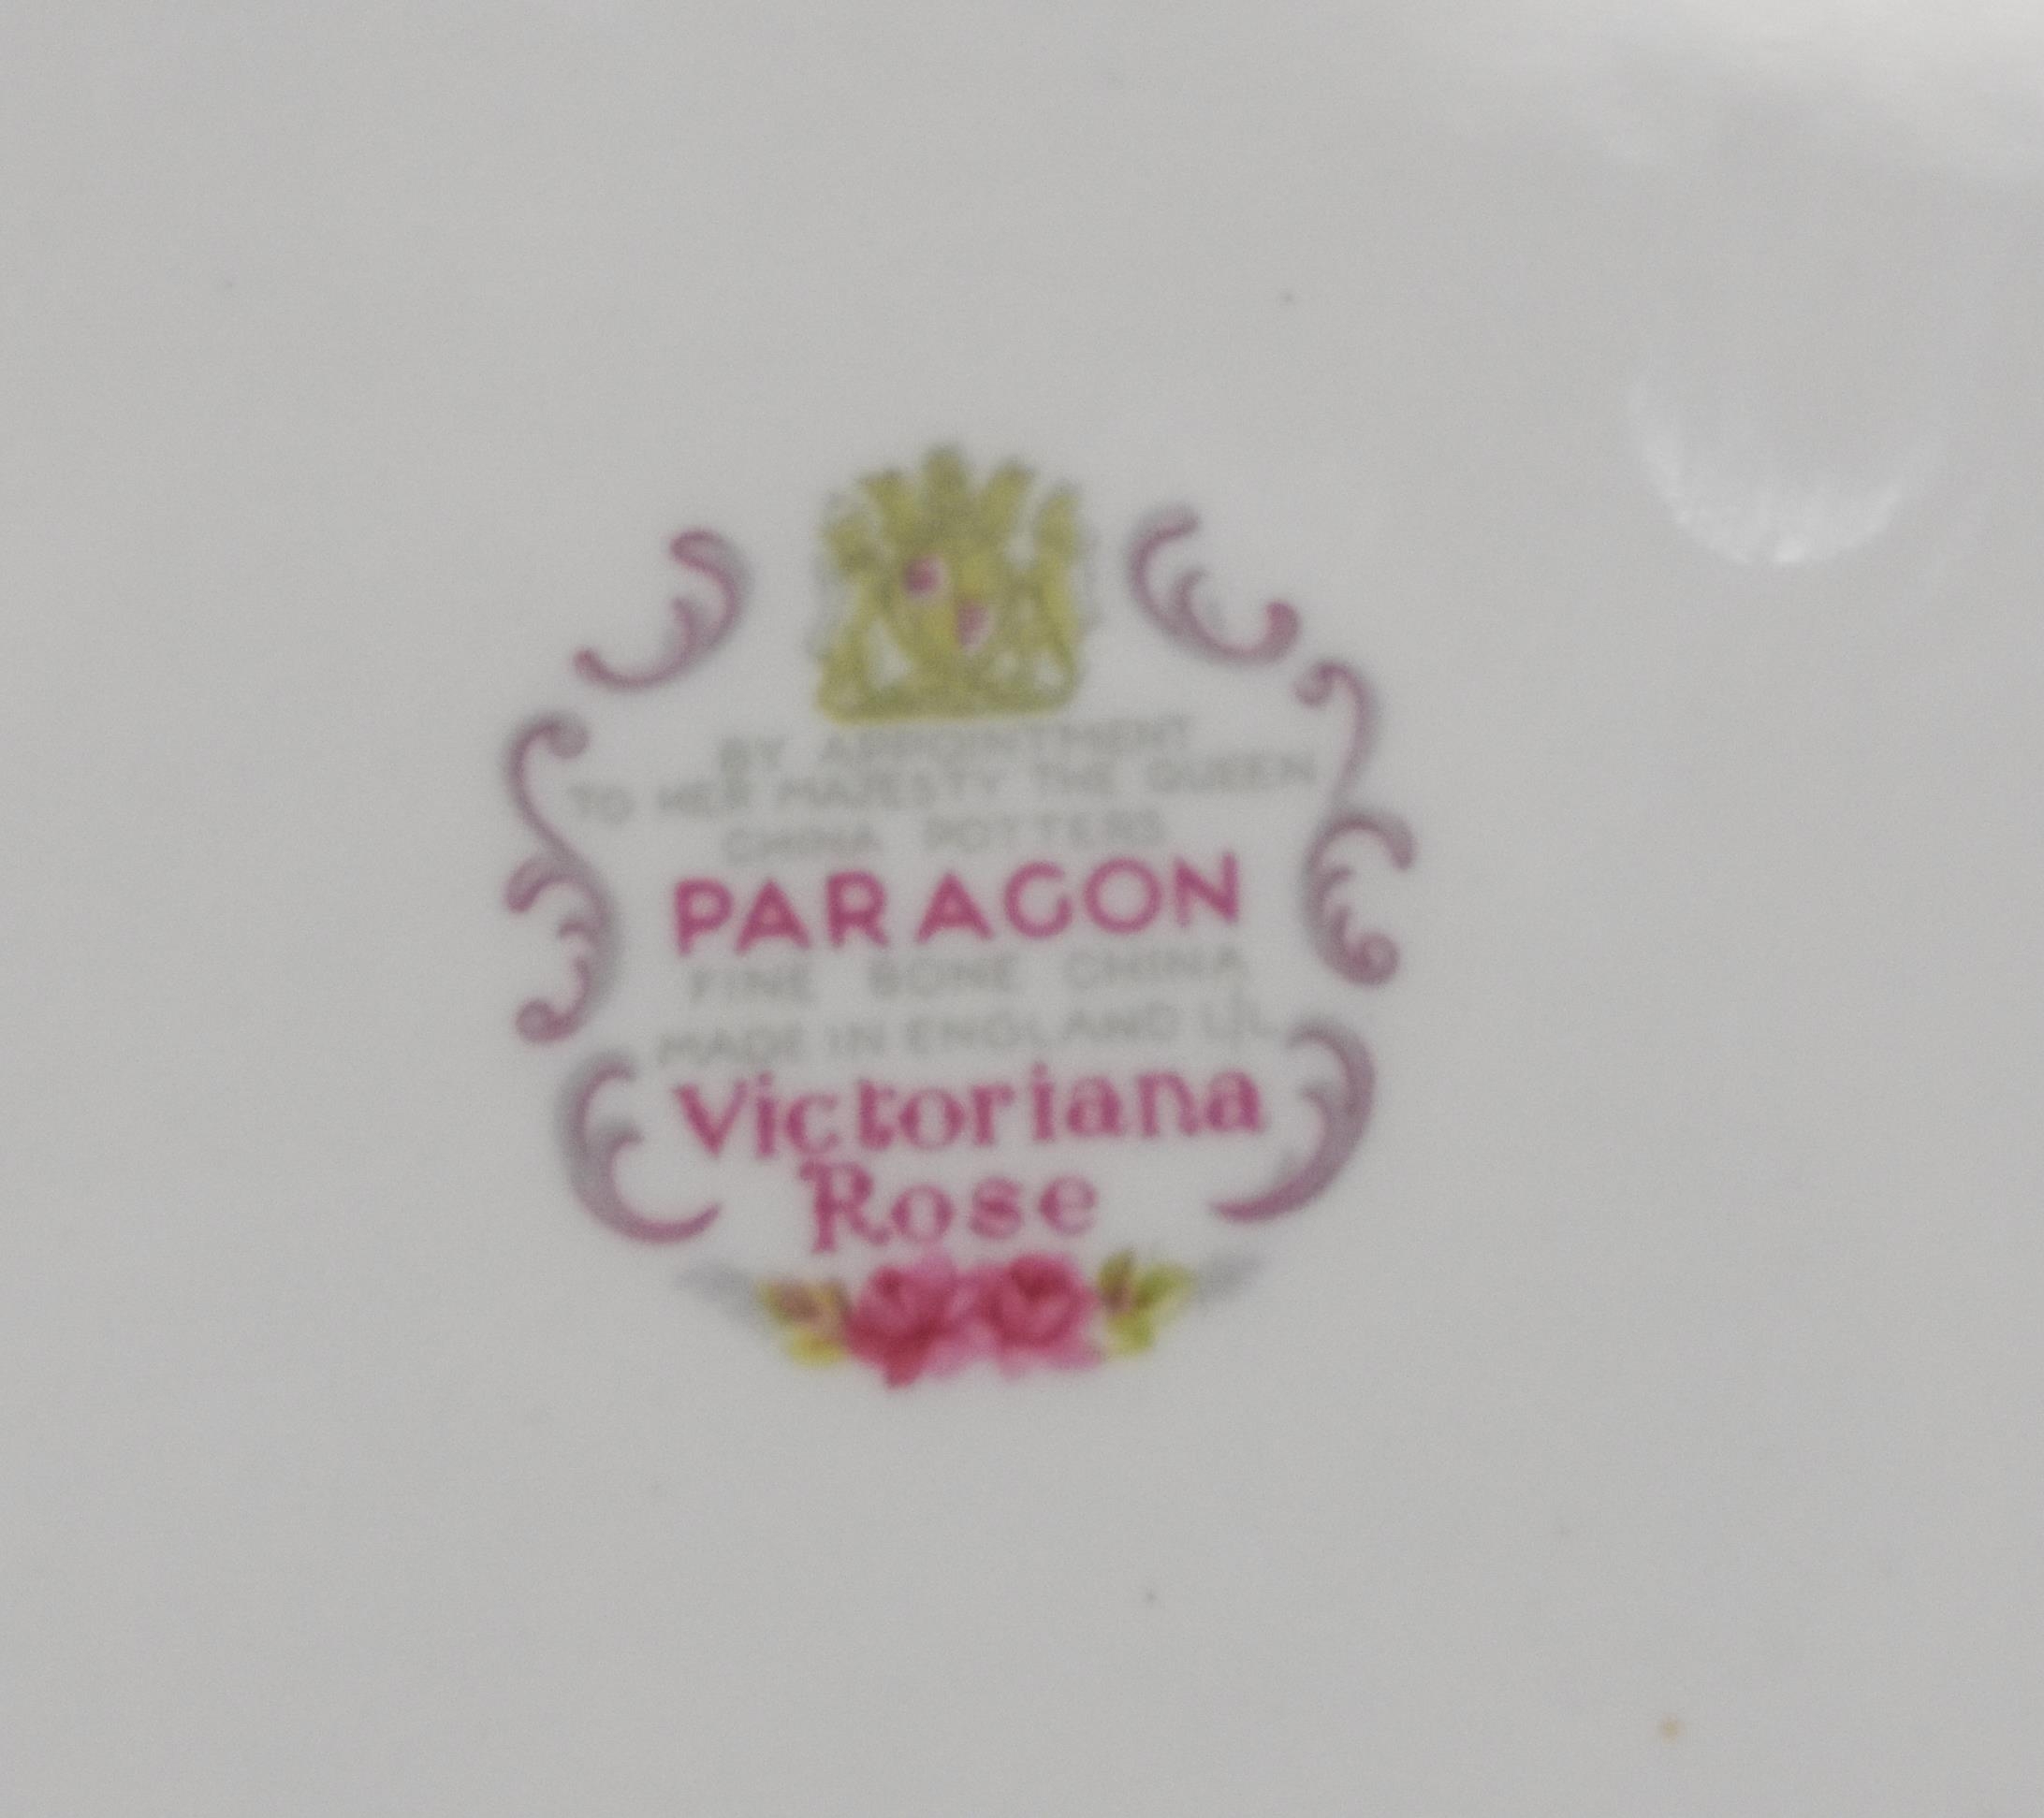 BY APPOINTMENT
TO HER MAJESTY THE QUEEN
CHINA POTTERS
PARAGON
FINE BONE CHINA
MADE IN ENGLAND
Victoriana
Rose